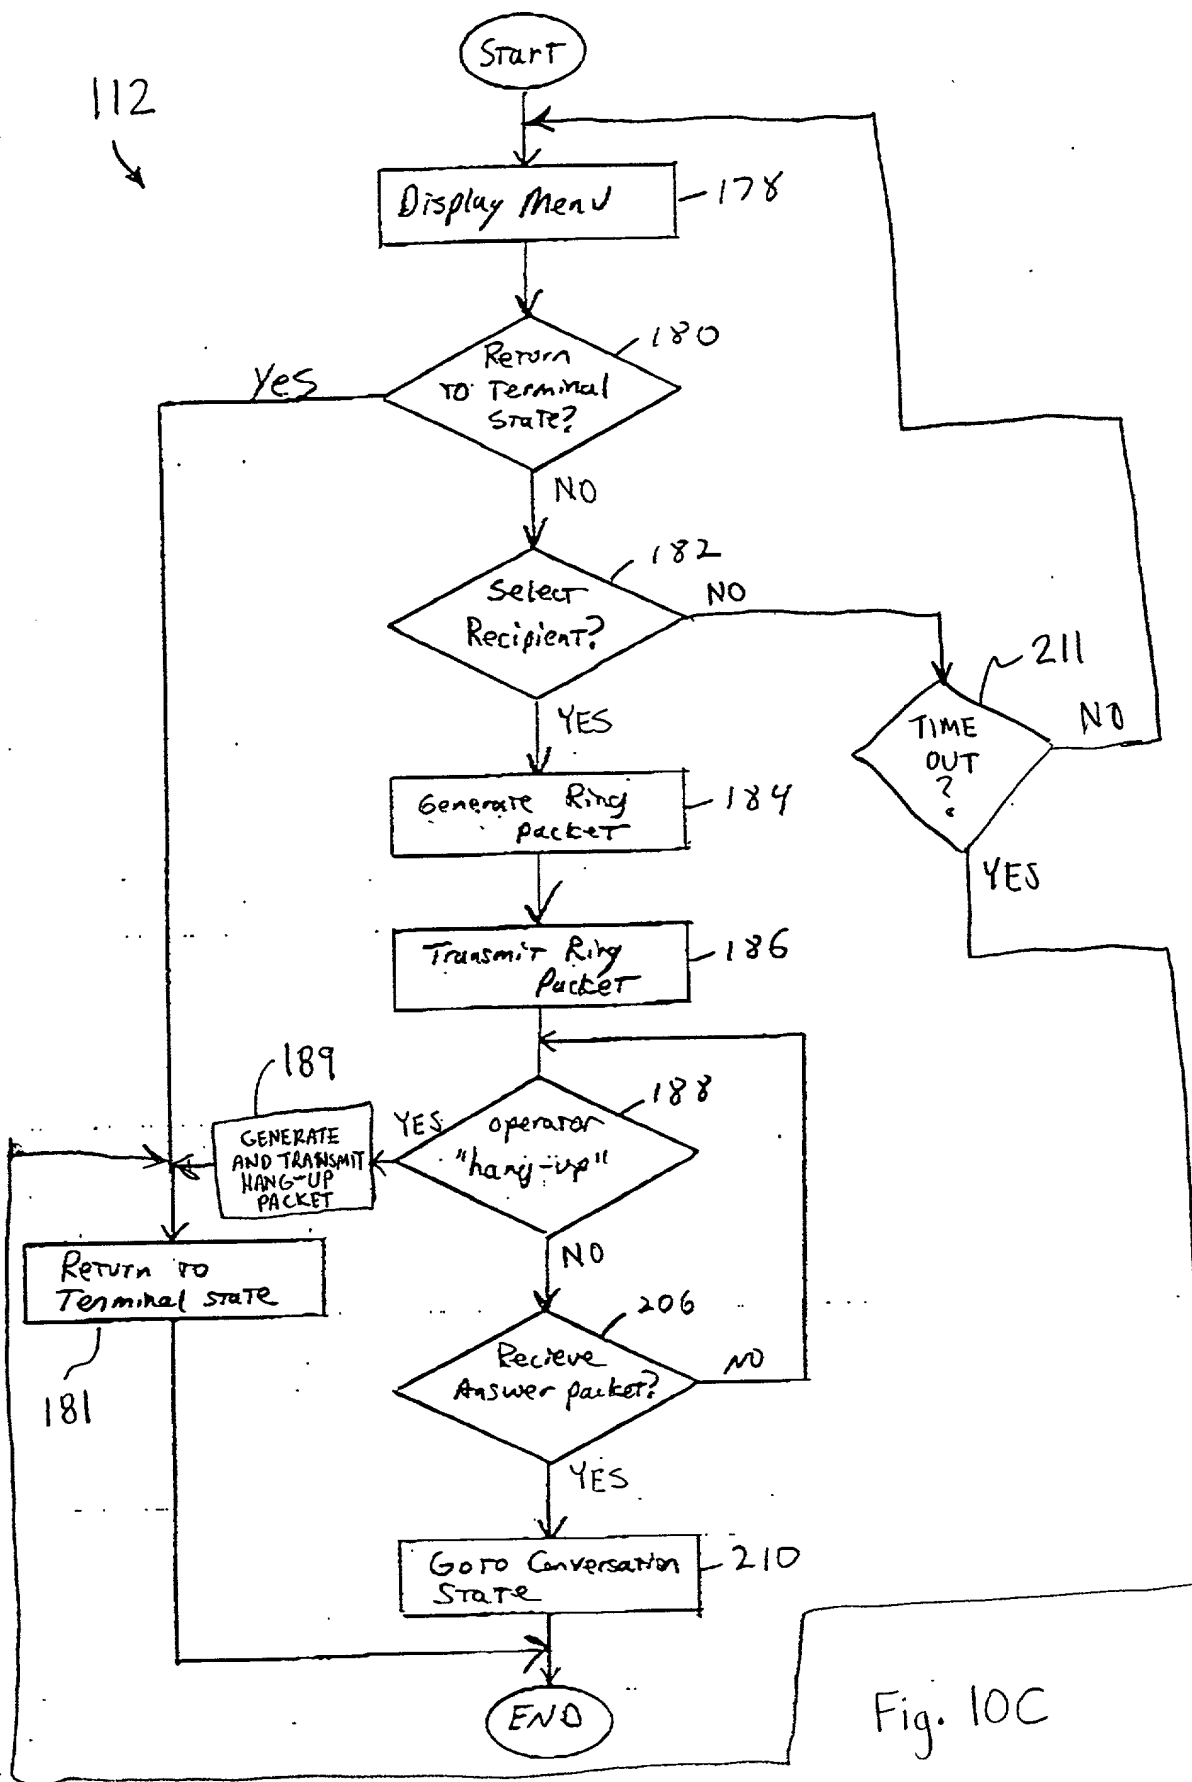 Start
112
Display Menu
178
180
Return
To Terminal
State?
Yes
NO
182
Select
Recipient?
NO
211
TIME
OUT
?
NO
YES
YES
Generate Ring
Packet
184
Transmit Ring
Packet
186
189
GENERATE
AND TRANSMIT
HANG-UP
PACKET
YES
188
operator
"hang-up"
NO
Return To
Terminal State
181
206
Recieve
Answer packet?
NO
YES
Goto Conversation
State
210
END
Fig. 10C